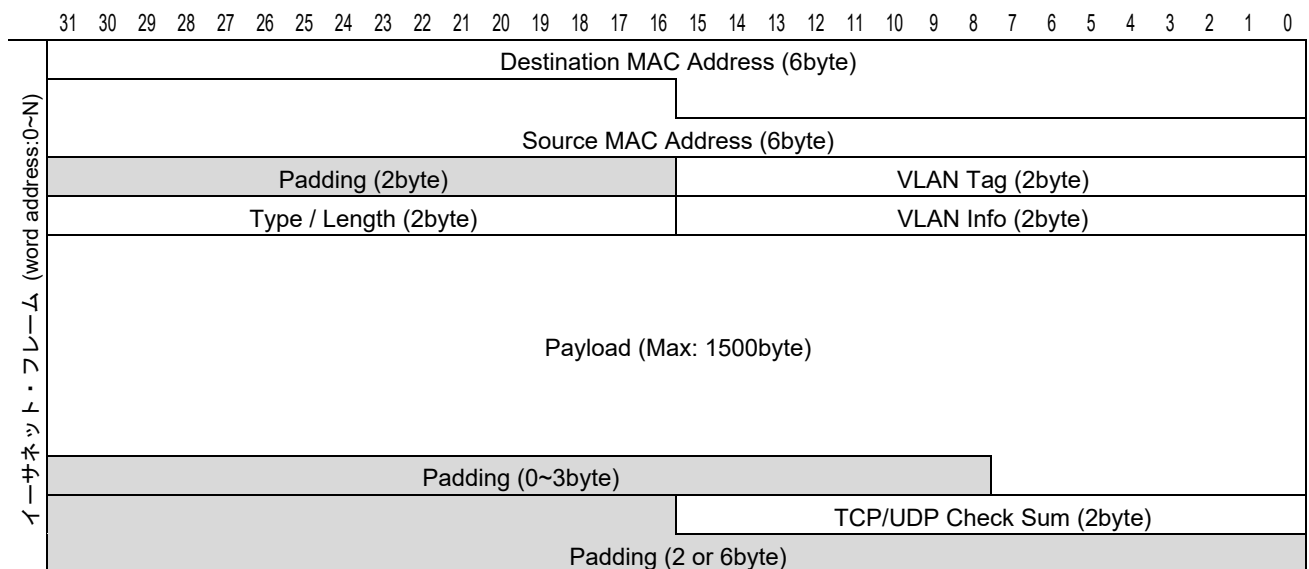 31 30 29 28 27 26 25 24 23 22 21 20 19 18 17 16 15 14 13 12 11 10 9 8 7 6 5 4 3 2 1 0
イーサネット・フレーム (word address:0~N)
Destination MAC Address (6byte)
Source MAC Address (6byte)
Padding (2byte) VLAN Tag (2byte)
Type / Length (2byte) VLAN Info (2byte)
Payload (Max: 1500byte)
Padding (0~3byte)
TCP/UDP Check Sum (2byte)
Padding (2 or 6byte)